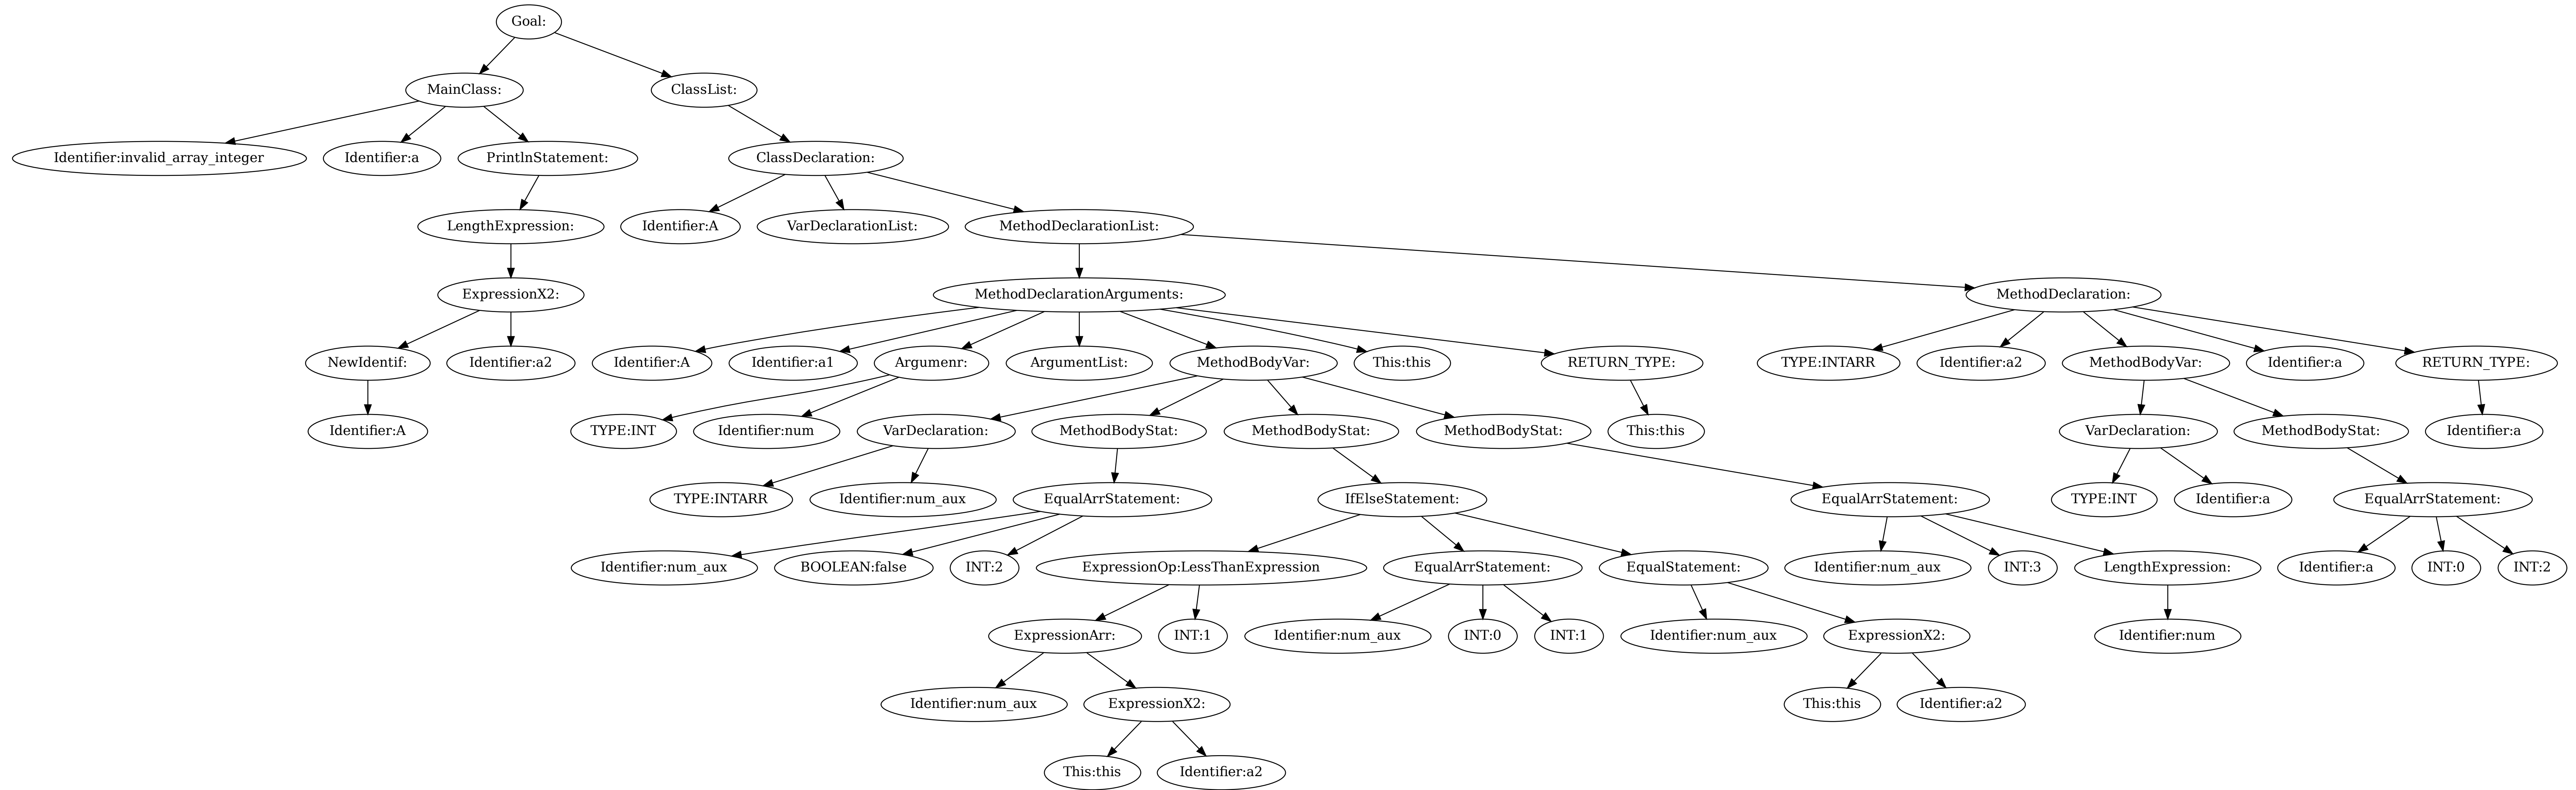 Goal:
MainClass:
ClassList:
Identifier:invalid_array_integer
Identifier:a
PrintlnStatement:
ClassDeclaration:
LengthExpression:
Identifier:A
VarDeclarationList:
MethodDeclarationList:
ExpressionX2:
MethodDeclarationArguments:
MethodDeclaration:
NewIdentif:
Identifier:a2
Identifier:A
Identifier:a1
Argumenr:
ArgumentList:
MethodBodyVar:
This:this
RETURN_TYPE:
TYPE:INTARR
Identifier:a2
MethodBodyVar:
Identifier:a
RETURN_TYPE:
Identifier:A
TYPE:INT
Identifier:num
VarDeclaration:
MethodBodyStat:
MethodBodyStat:
MethodBodyStat:
This:this
VarDeclaration:
MethodBodyStat:
Identifier:a
TYPE:INTARR
Identifier:num_aux
EqualArrStatement:
IfElseStatement:
EqualArrStatement:
TYPE:INT
Identifier:a
EqualArrStatement:
Identifier:num_aux
BOOLEAN:false
INT:2
ExpressionOp:LessThanExpression
EqualArrStatement:
EqualStatement:
Identifier:num_aux
INT:3
LengthExpression:
Identifier:a
INT:0
INT:2
ExpressionArr:
INT:1
Identifier:num_aux
INT:0
INT:1
Identifier:num_aux
ExpressionX2:
Identifier:num
Identifier:num_aux
ExpressionX2:
This:this
Identifier:a2
This:this
Identifier:a2